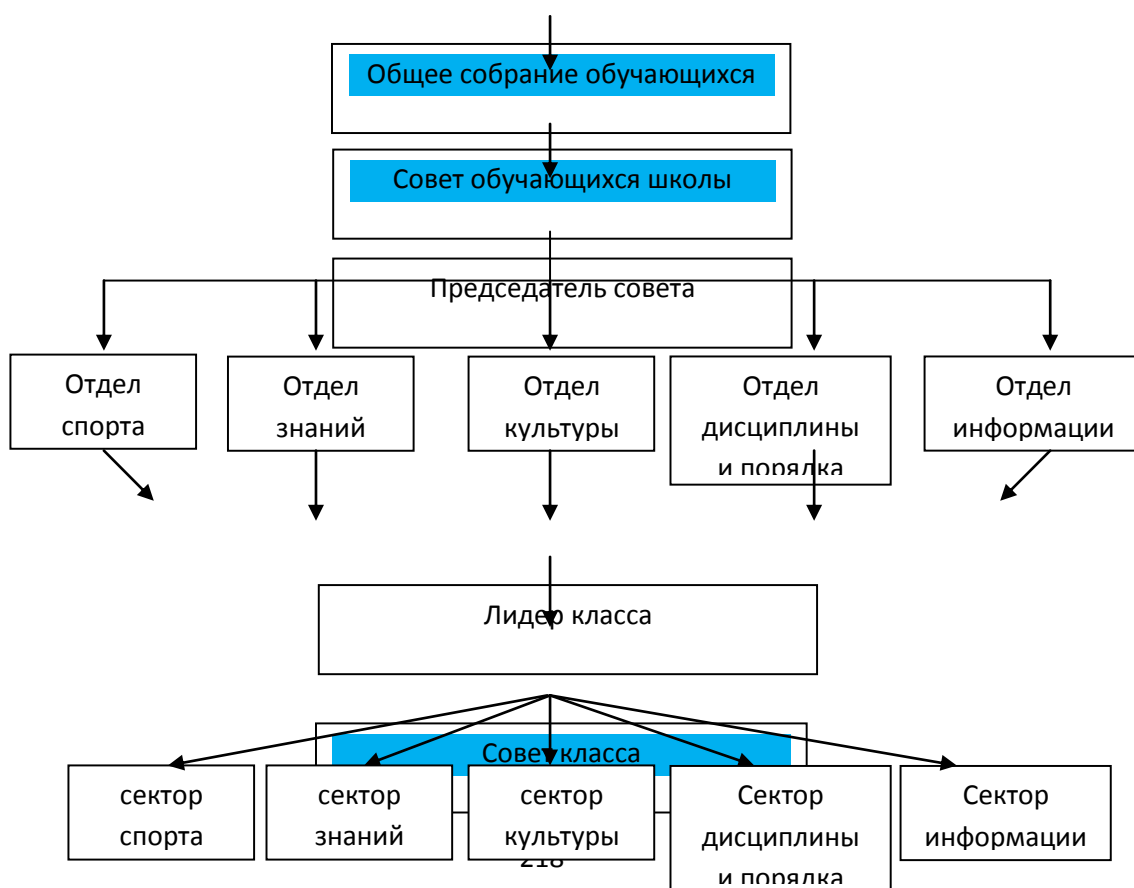 Общее собрание обучающихся
Совет обучающихся школы
Председатель совета
Отдел
спорта
Отдел
знаний
Отдел
культуры
Отдел
дисциплины
и порядка
Отдел
информации
Лидер класса
Совет класса
сектор
спорта
сектор
знаний
сектор
культуры
Сектор
дисциплины
и порядка
Сектор
информации
218